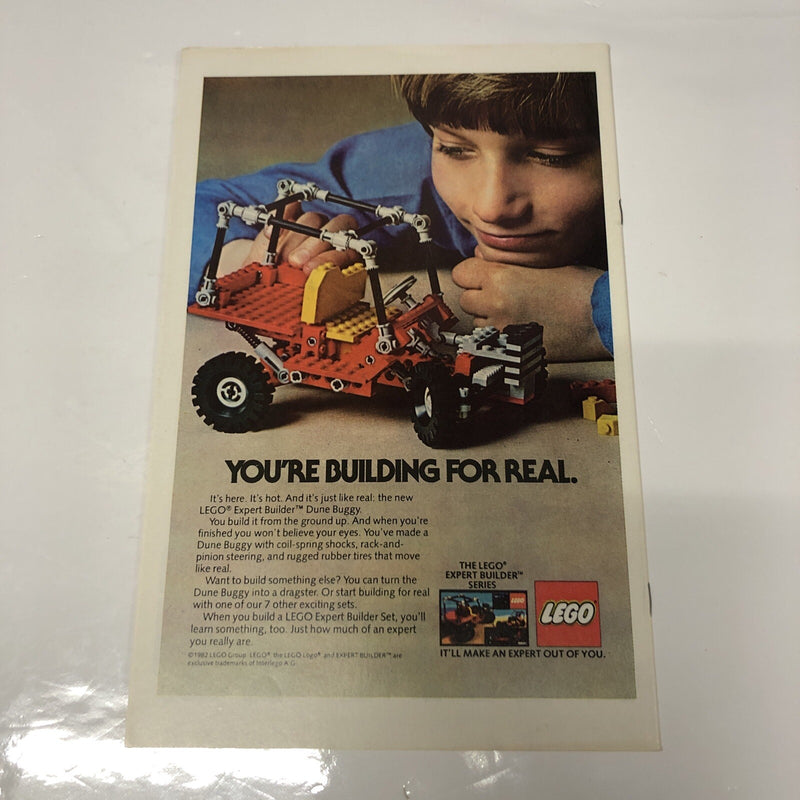 YOU'RE BUILDING FOR REAL.
It's here. It's hot. And it's just like real: the new
LEGO® Expert Builder™ Dune Buggy.
You build it from the ground up. And when you're
finished you won't believe your eyes. You've made a
Dune Buggy with coil-spring shocks, rack-and-
pinion steering, and rugged rubber tires that move
like real.
Want to build something else? You can turn the
Dune Buggy into a dragster. Or start building for real
with one of our 7 other exciting sets.
When you build a LEGO Expert Builder Set, you'll
learn something, too. Just how much of an expert
you really are.
©1982 LEGO Group. LEGO®, the LEGO Logo® and EXPERT BUILDER™ are
exclusive trademarks of Interlego A.G.
THE LEGO®
EXPERT BUILDER™
SERIES
LEGO
LEGO®
IT'LL MAKE AN EXPERT OUT OF YOU.